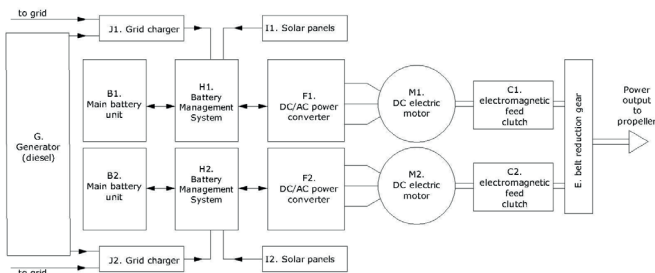 to grid
J1. Grid charger
I1. Solar panels
B1.
Main battery
unit
H1.
Battery
Management
System
F1.
DC/AC power
converter
M1.
DC electric
motor
C1.
electromagnetic
feed
clutch
G.
Generator
(diesel)
E. belt reduction gear
Power
output
to
propeller
B2.
Main battery
unit
H2.
Battery
Management
System
F2.
DC/AC power
converter
M2.
DC electric
motor
C2.
electromagnetic
feed
clutch
J2. Grid charger
I2. Solar panels
to grid